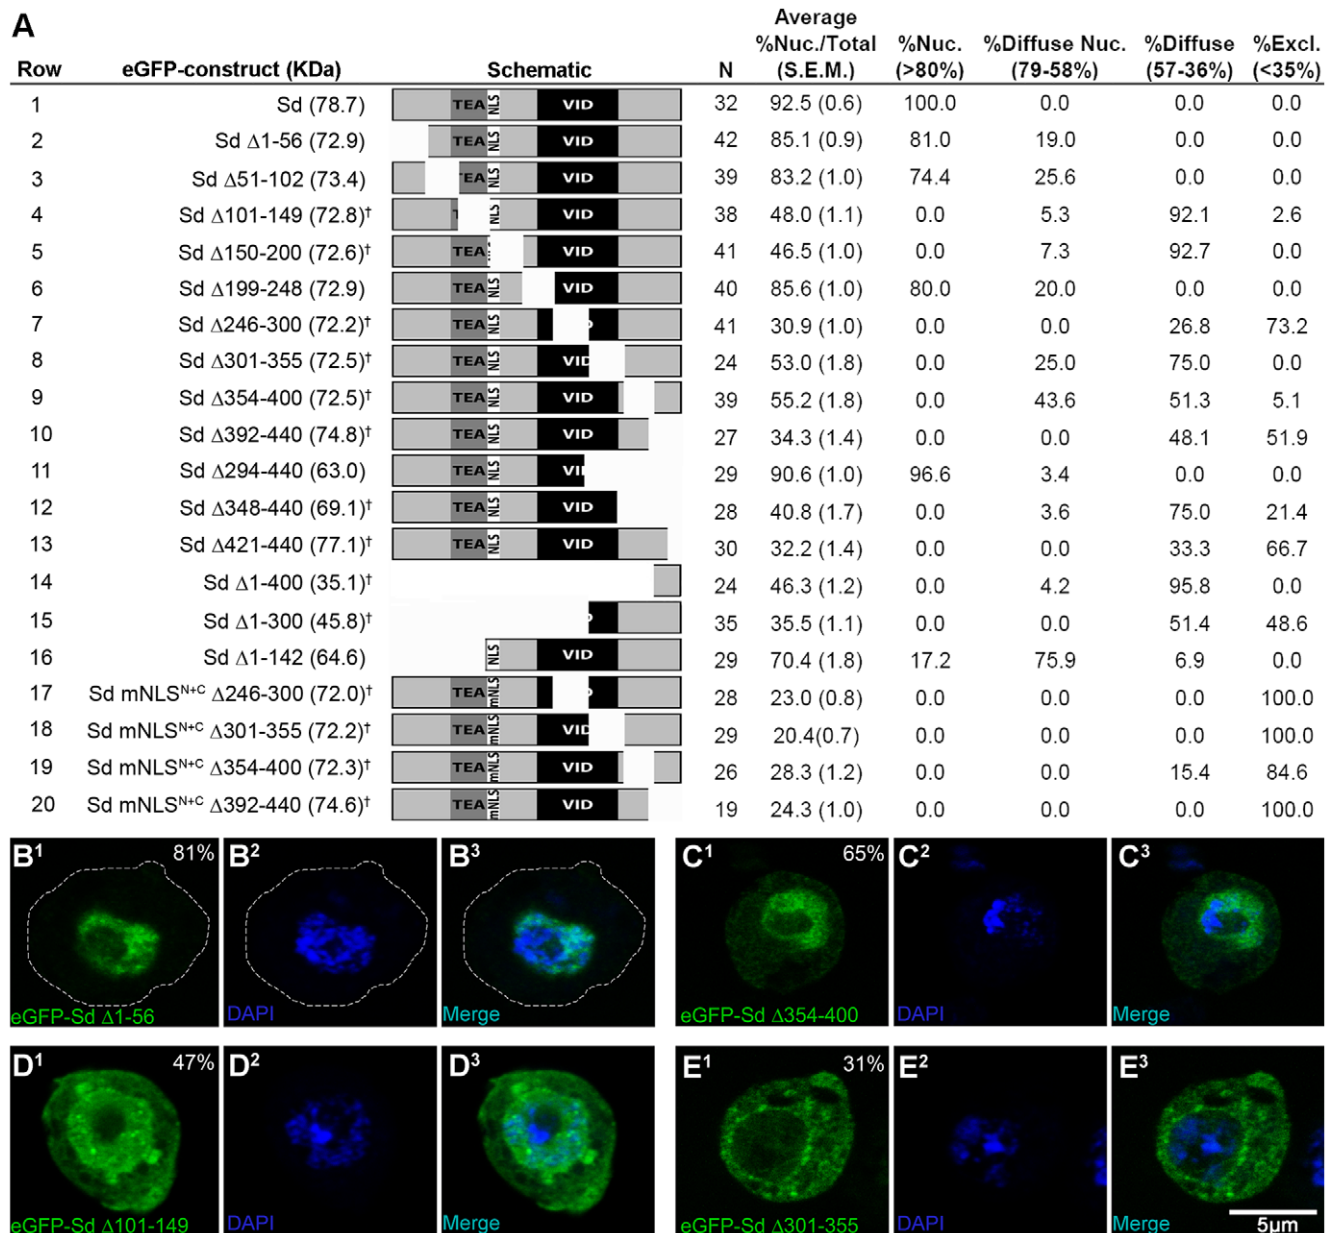 A
Average
%Nuc./Total %Nuc. %Diffuse Nuc. %Diffuse %Excl.
Row eGFP-construct (KDa) Schematic N (S.E.M.) (>80%) (79-58%) (57-36%) (<35%)
1 Sd (78.7) TEA NLS VID 32 92.5 (0.6) 100.0 0.0 0.0 0.0
2 Sd Δ1-56 (72.9) TEA NLS VID 42 85.1 (0.9) 81.0 19.0 0.0 0.0
3 Sd Δ51-102 (73.4) EA NLS VID 39 83.2 (1.0) 74.4 25.6 0.0 0.0
4 Sd Δ101-149 (72.8)† NLS VID 38 48.0 (1.1) 0.0 5.3 92.1 2.6
5 Sd Δ150-200 (72.6)† TEA VID 41 46.5 (1.0) 0.0 7.3 92.7 0.0
6 Sd Δ199-248 (72.9) TEA NLS VID 40 85.6 (1.0) 80.0 20.0 0.0 0.0
7 Sd Δ246-300 (72.2)† TEA NLS 41 30.9 (1.0) 0.0 0.0 26.8 73.2
8 Sd Δ301-355 (72.5)† TEA NLS VID 24 53.0 (1.8) 0.0 25.0 75.0 0.0
9 Sd Δ354-400 (72.5)† TEA NLS VID 39 55.2 (1.8) 0.0 43.6 51.3 5.1
10 Sd Δ392-440 (74.8)† TEA NLS VID 27 34.3 (1.4) 0.0 0.0 48.1 51.9
11 Sd Δ294-440 (63.0) TEA NLS VI 29 90.6 (1.0) 96.6 3.4 0.0 0.0
12 Sd Δ348-440 (69.1)† TEA NLS VID 28 40.8 (1.7) 0.0 3.6 75.0 21.4
13 Sd Δ421-440 (77.1)† TEA NLS VID 30 32.2 (1.4) 0.0 0.0 33.3 66.7
14 Sd Δ1-400 (35.1)† 24 46.3 (1.2) 0.0 4.2 95.8 0.0
15 Sd Δ1-300 (45.8)† 35 35.5 (1.1) 0.0 0.0 51.4 48.6
16 Sd Δ1-142 (64.6) NLS VID 29 70.4 (1.8) 17.2 75.9 6.9 0.0
17 Sd mNLSᴺ⁺ᶜ Δ246-300 (72.0)† TEA mNLS 28 23.0 (0.8) 0.0 0.0 0.0 100.0
18 Sd mNLSᴺ⁺ᶜ Δ301-355 (72.2)† TEA mNLS VID 29 20.4(0.7) 0.0 0.0 0.0 100.0
19 Sd mNLSᴺ⁺ᶜ Δ354-400 (72.3)† TEA mNLS VID 26 28.3 (1.2) 0.0 0.0 15.4 84.6
20 Sd mNLSᴺ⁺ᶜ Δ392-440 (74.6)† TEA mNLS VID 19 24.3 (1.0) 0.0 0.0 0.0 100.0
B¹ 81% B² B³ C¹ 65% C² C³
eGFP-Sd Δ1-56 DAPI Merge eGFP-Sd Δ354-400 DAPI Merge
D¹ 47% D² D³ E¹ 31% E² E³
eGFP-Sd Δ101-149 DAPI Merge eGFP-Sd Δ301-355 DAPI Merge 5µm